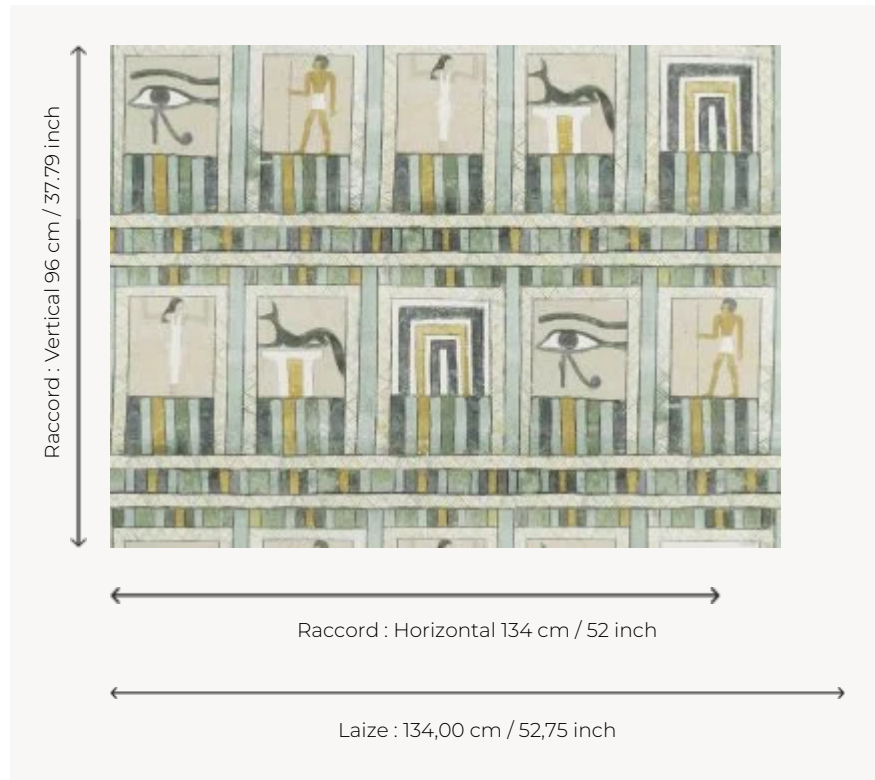 Raccord : Vertical 96 cm / 37.79 inch
Raccord : Horizontal 134 cm / 52 inch
Laize : 134,00 cm / 52,75 inch